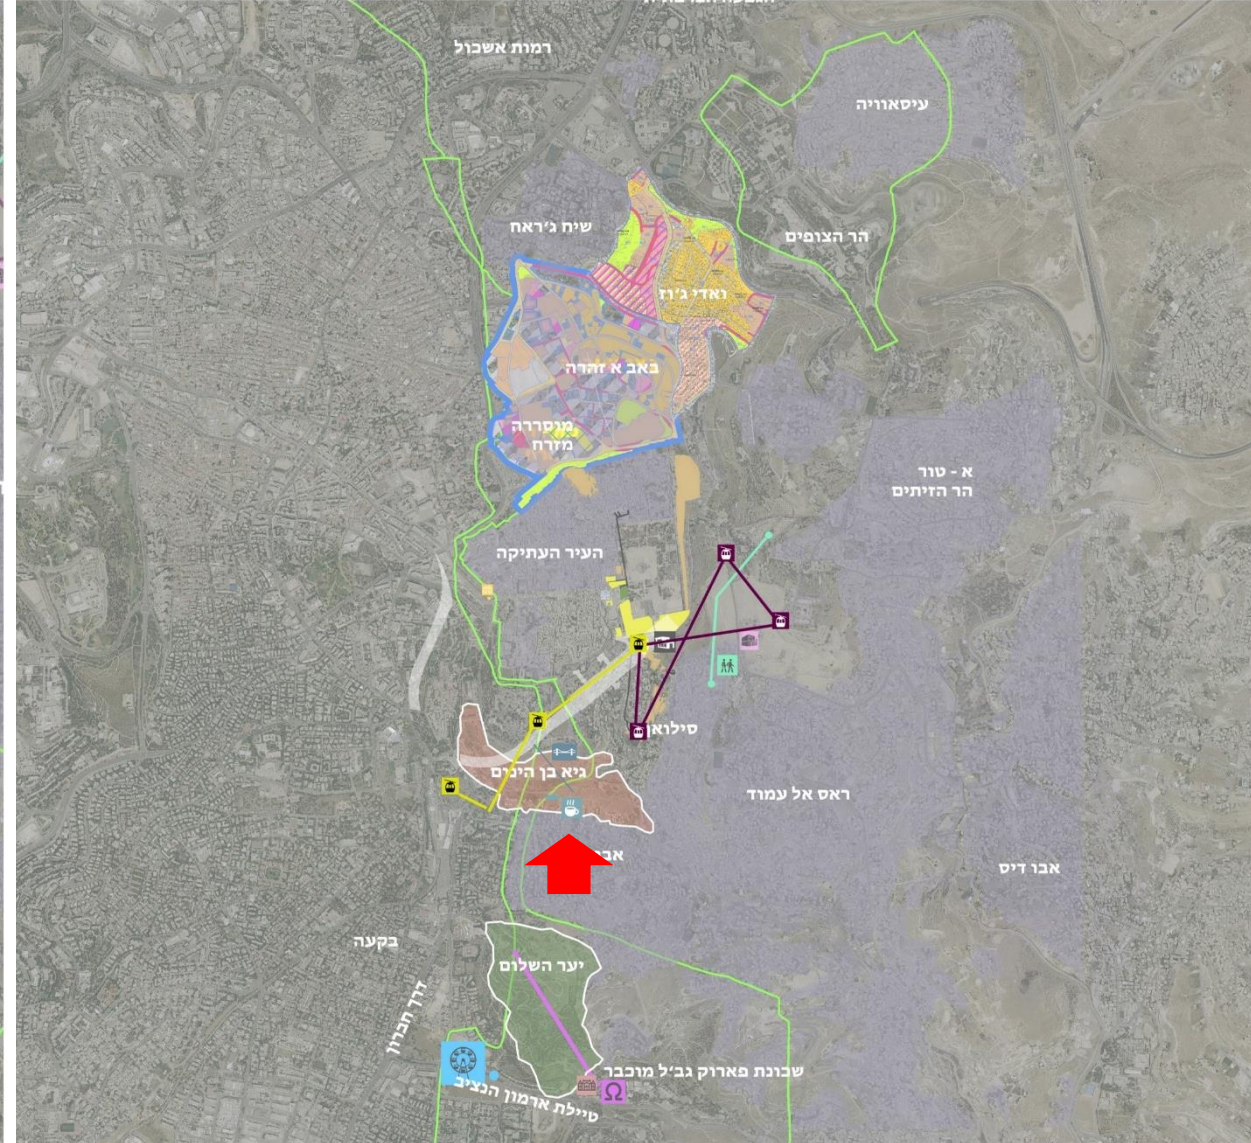 רמות אשכול
עיסאוויה
שיח ג׳ראח
הר הצופים
ואדי ג׳וז
באב א זהרה
מוסררה
מזרח
א - טור
הר הזיתים
העיר העתיקה
סילואן
גיא בן הינום
ראס אל עמוד
אבו דיס
בקעה
יער השלום
דרך חברון
שכונת פארוק גב׳ל מוכבר
טיילת ארמון הנציב